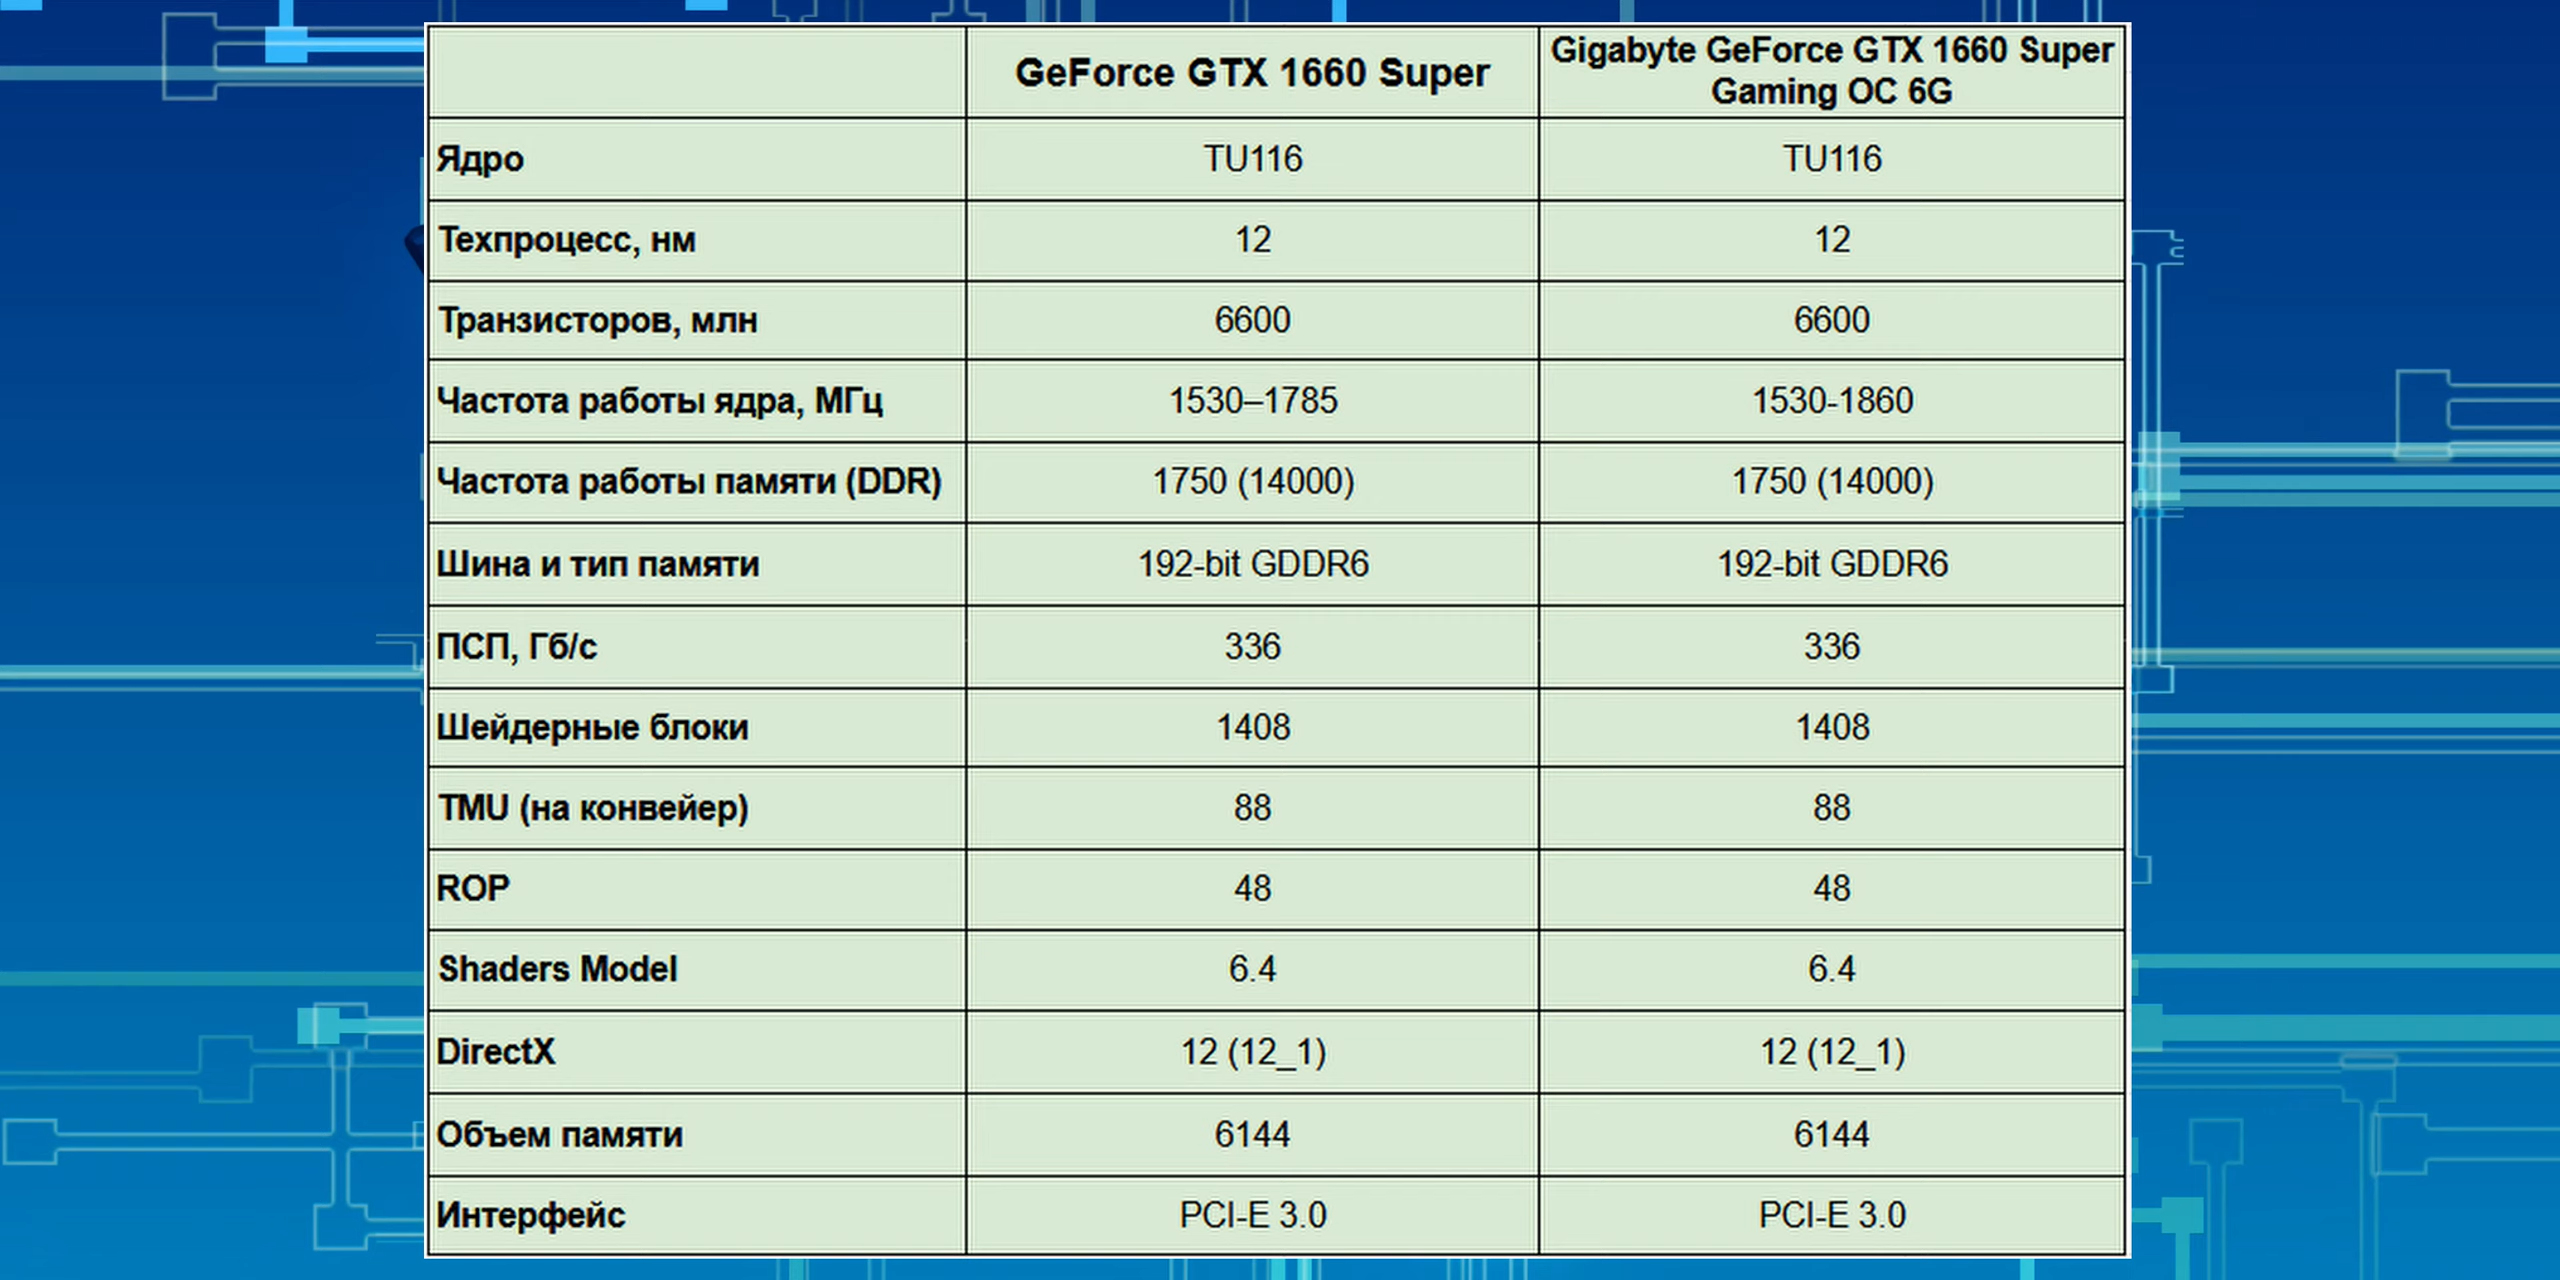 GeForce GTX 1660 Super
Gigabyte GeForce GTX 1660 Super
Gaming OC 6G
Ядро TU116 TU116
Техпроцесс, нм 12 12
Транзисторов, млн 6600 6600
Частота работы ядра, МГц 1530–1785 1530-1860
Частота работы памяти (DDR) 1750 (14000) 1750 (14000)
Шина и тип памяти 192-bit GDDR6 192-bit GDDR6
ПСП, Гб/с 336 336
Шейдерные блоки 1408 1408
TMU (на конвейер) 88 88
ROP 48 48
Shaders Model 6.4 6.4
DirectX 12 (12_1) 12 (12_1)
Объем памяти 6144 6144
Интерфейс PCI-E 3.0 PCI-E 3.0